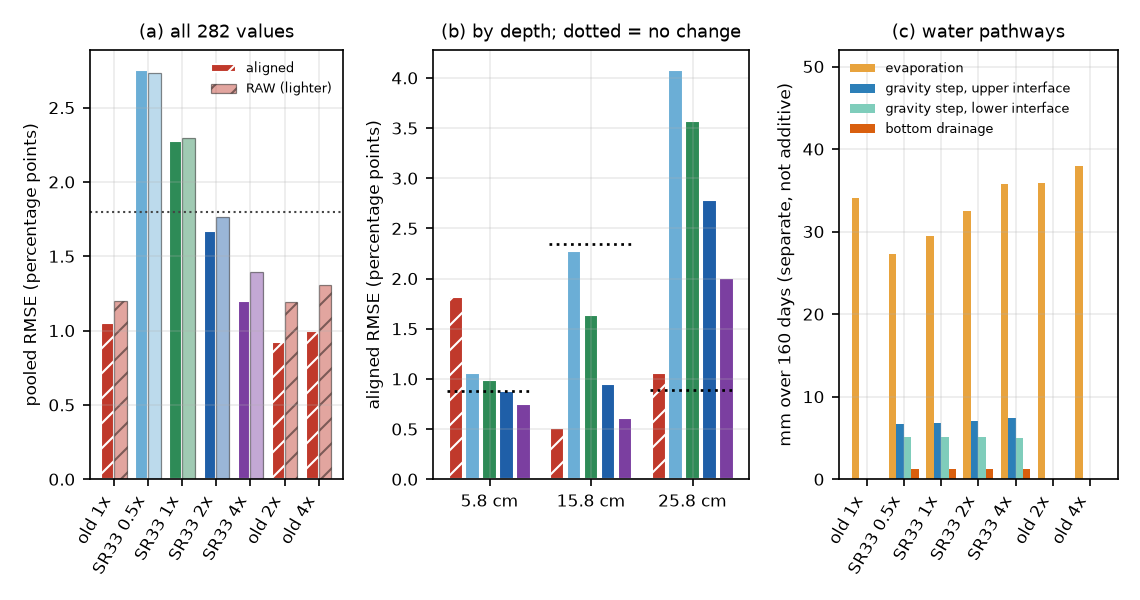 (a) all 282 values
pooled RMSE (percentage points)
2.5
2.0
1.5
1.0
0.5
0.0
aligned
RAW (lighter)
old 1x
SR33 0.5x
SR33 1x
SR33 2x
SR33 4x
old 2x
old 4x
(b) by depth; dotted = no change
aligned RMSE (percentage points)
4.0
3.5
3.0
2.5
2.0
1.5
1.0
0.5
0.0
5.8 cm
15.8 cm
25.8 cm
(c) water pathways
mm over 160 days (separate, not additive)
50
40
30
20
10
0
evaporation
gravity step, upper interface
gravity step, lower interface
bottom drainage
old 1x
SR33 0.5x
SR33 1x
SR33 2x
SR33 4x
old 2x
old 4x